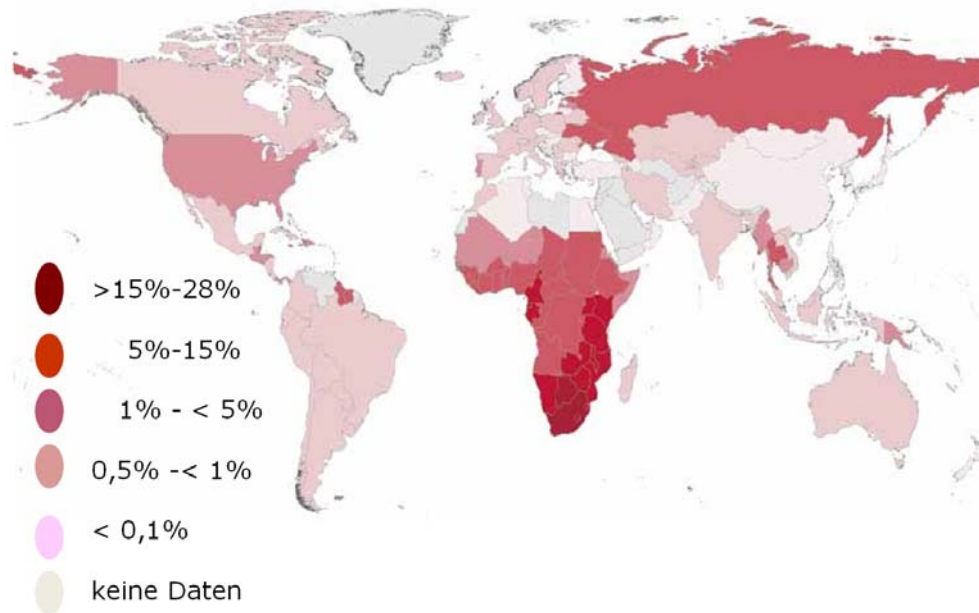 >15%-28%
5%-15%
1% - < 5%
0,5% -< 1%
< 0,1%
keine Daten